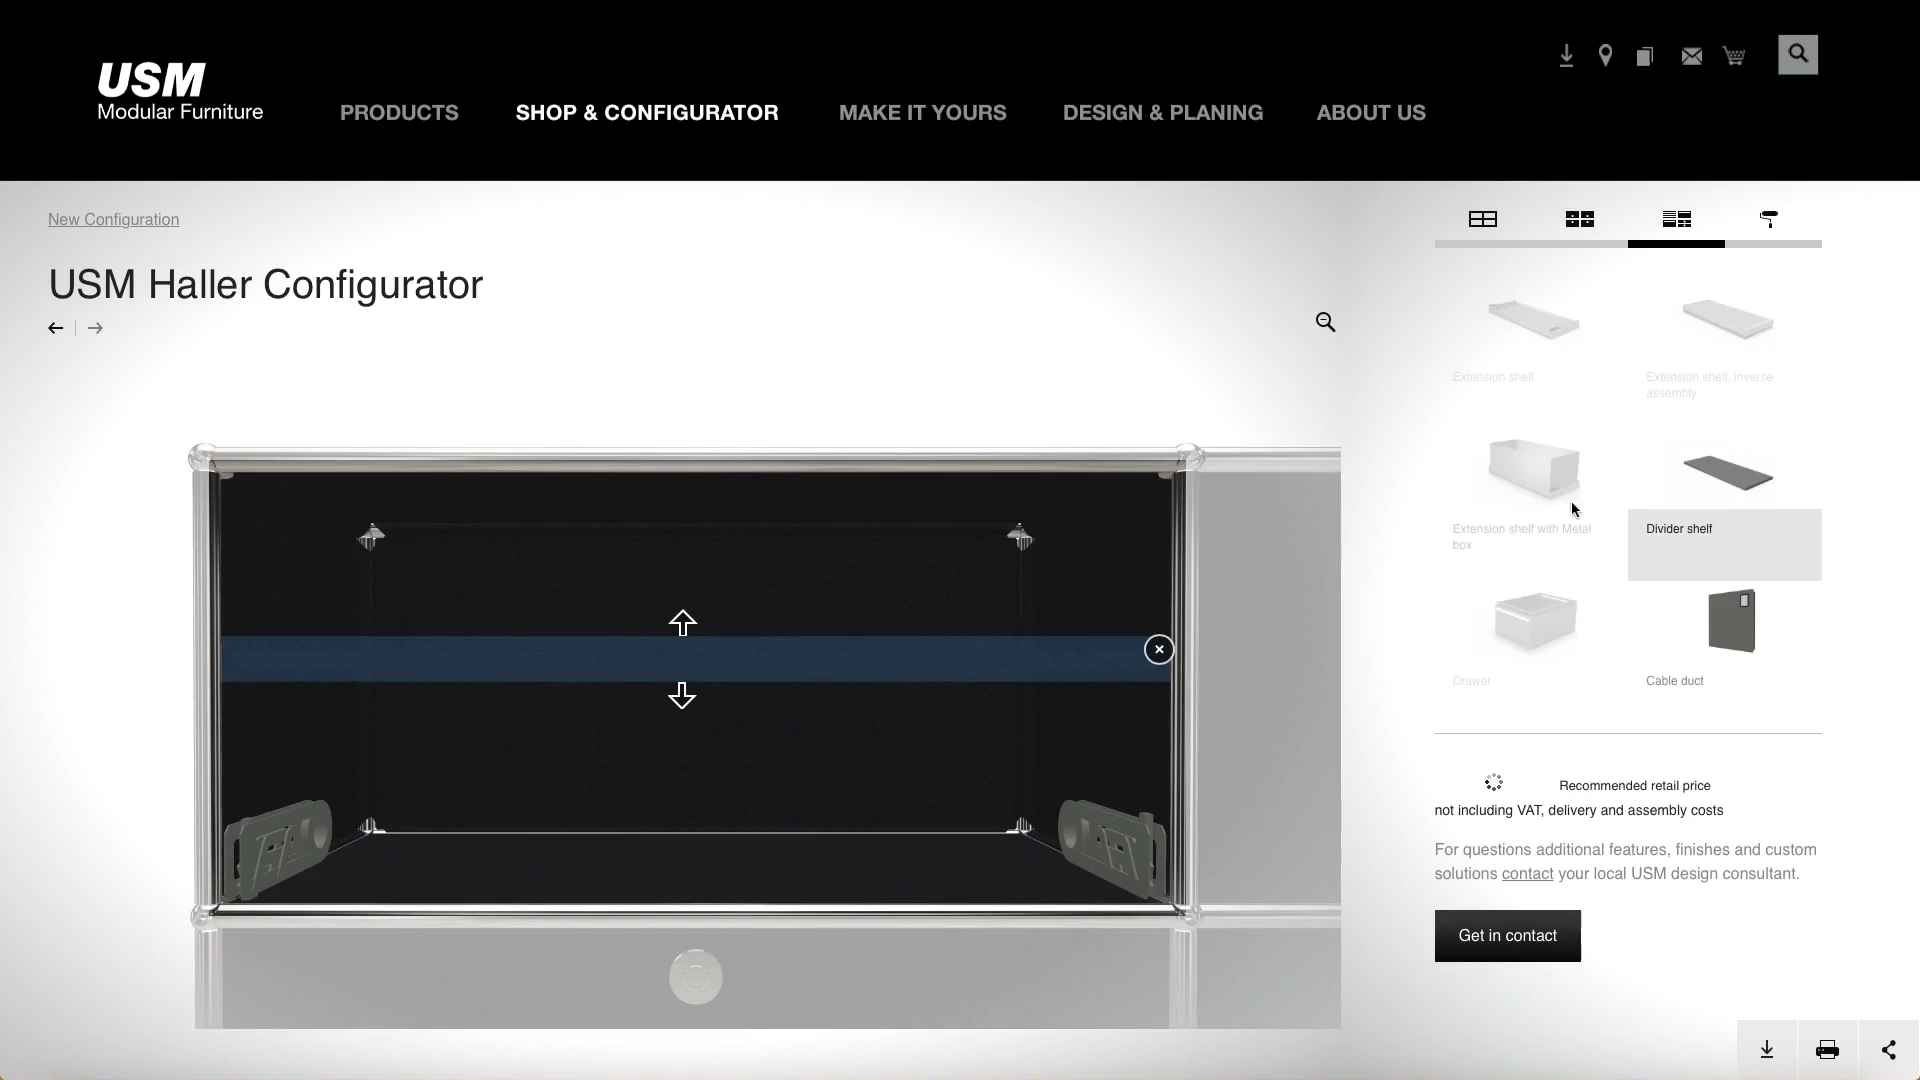 USM
Modular Furniture
PRODUCTS
SHOP & CONFIGURATOR
MAKE IT YOURS
DESIGN & PLANING
ABOUT US
New Configuration
USM Haller Configurator
Extension shelf
Extension shelf, inverse
assembly
Extension shelf with Metal
box
Divider shelf
Drawer
Cable duct
Recommended retail price
not including VAT, delivery and assembly costs
For questions additional features, finishes and custom
solutions contact your local USM design consultant.
Get in contact